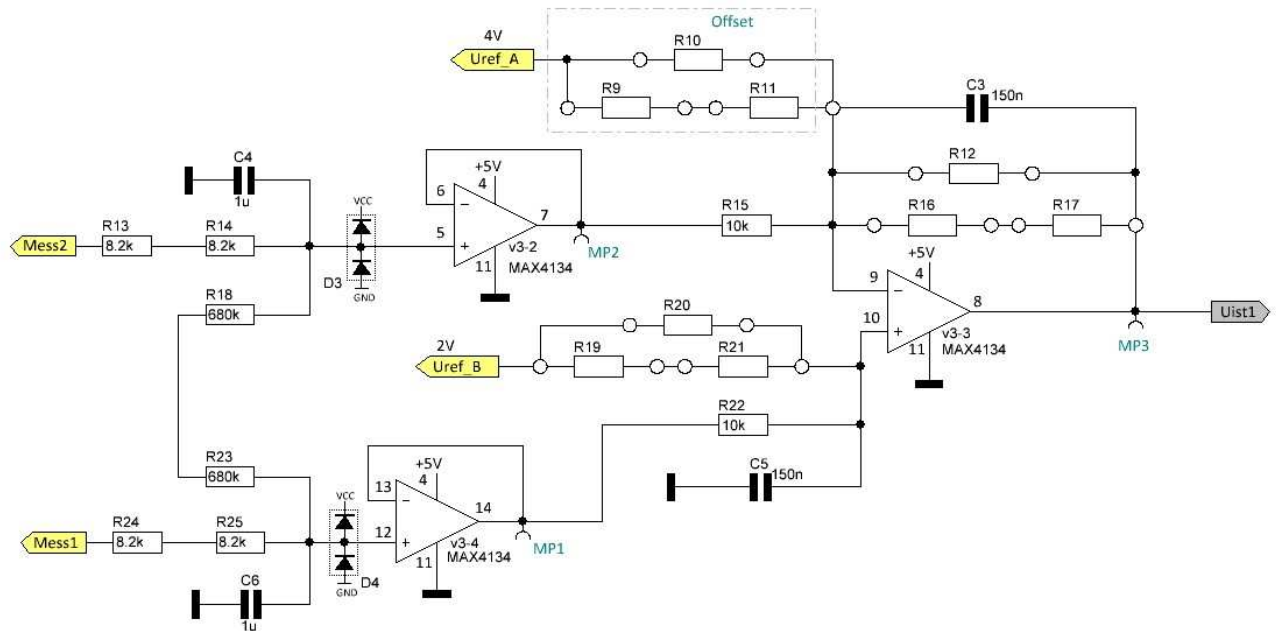 Offset
4V
Uref_A
R10
R9
R11
C3
150n
R12
C4
1u
+5V
4
6
−
5
+
7
11
v3-2
MAX4134
MP2
R15
10k
R16
R17
Mess2
R13
8.2k
R14
8.2k
VCC
D3
GND
R18
680k
+5V
4
9
−
10
+
8
11
v3-3
MAX4134
Uist1
MP3
R20
2V
Uref_B
R19
R21
R22
10k
R23
680k
C5
150n
+5V
4
13
−
12
+
14
11
v3-4
MAX4134
MP1
VCC
D4
GND
Mess1
R24
8.2k
R25
8.2k
C6
1u